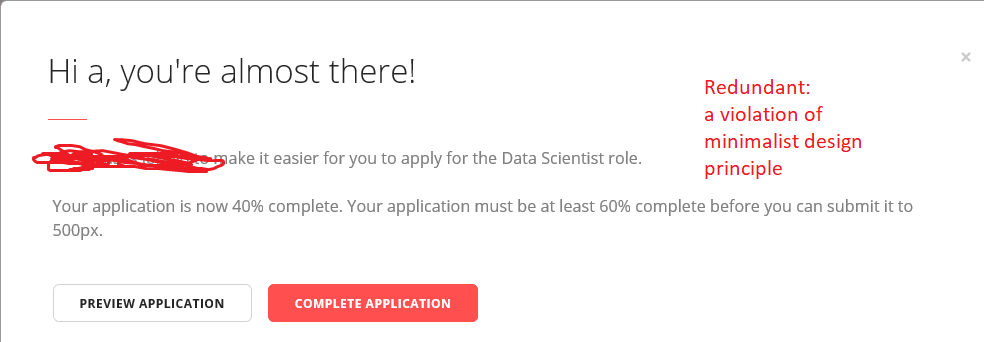 Hi a, you're almost there!
×
Redundant:
a violation of
minimalist design
principle
to make it easier for you to apply for the Data Scientist role.
Your application is now 40% complete. Your application must be at least 60% complete before you can submit it to
500px.
PREVIEW APPLICATION
COMPLETE APPLICATION